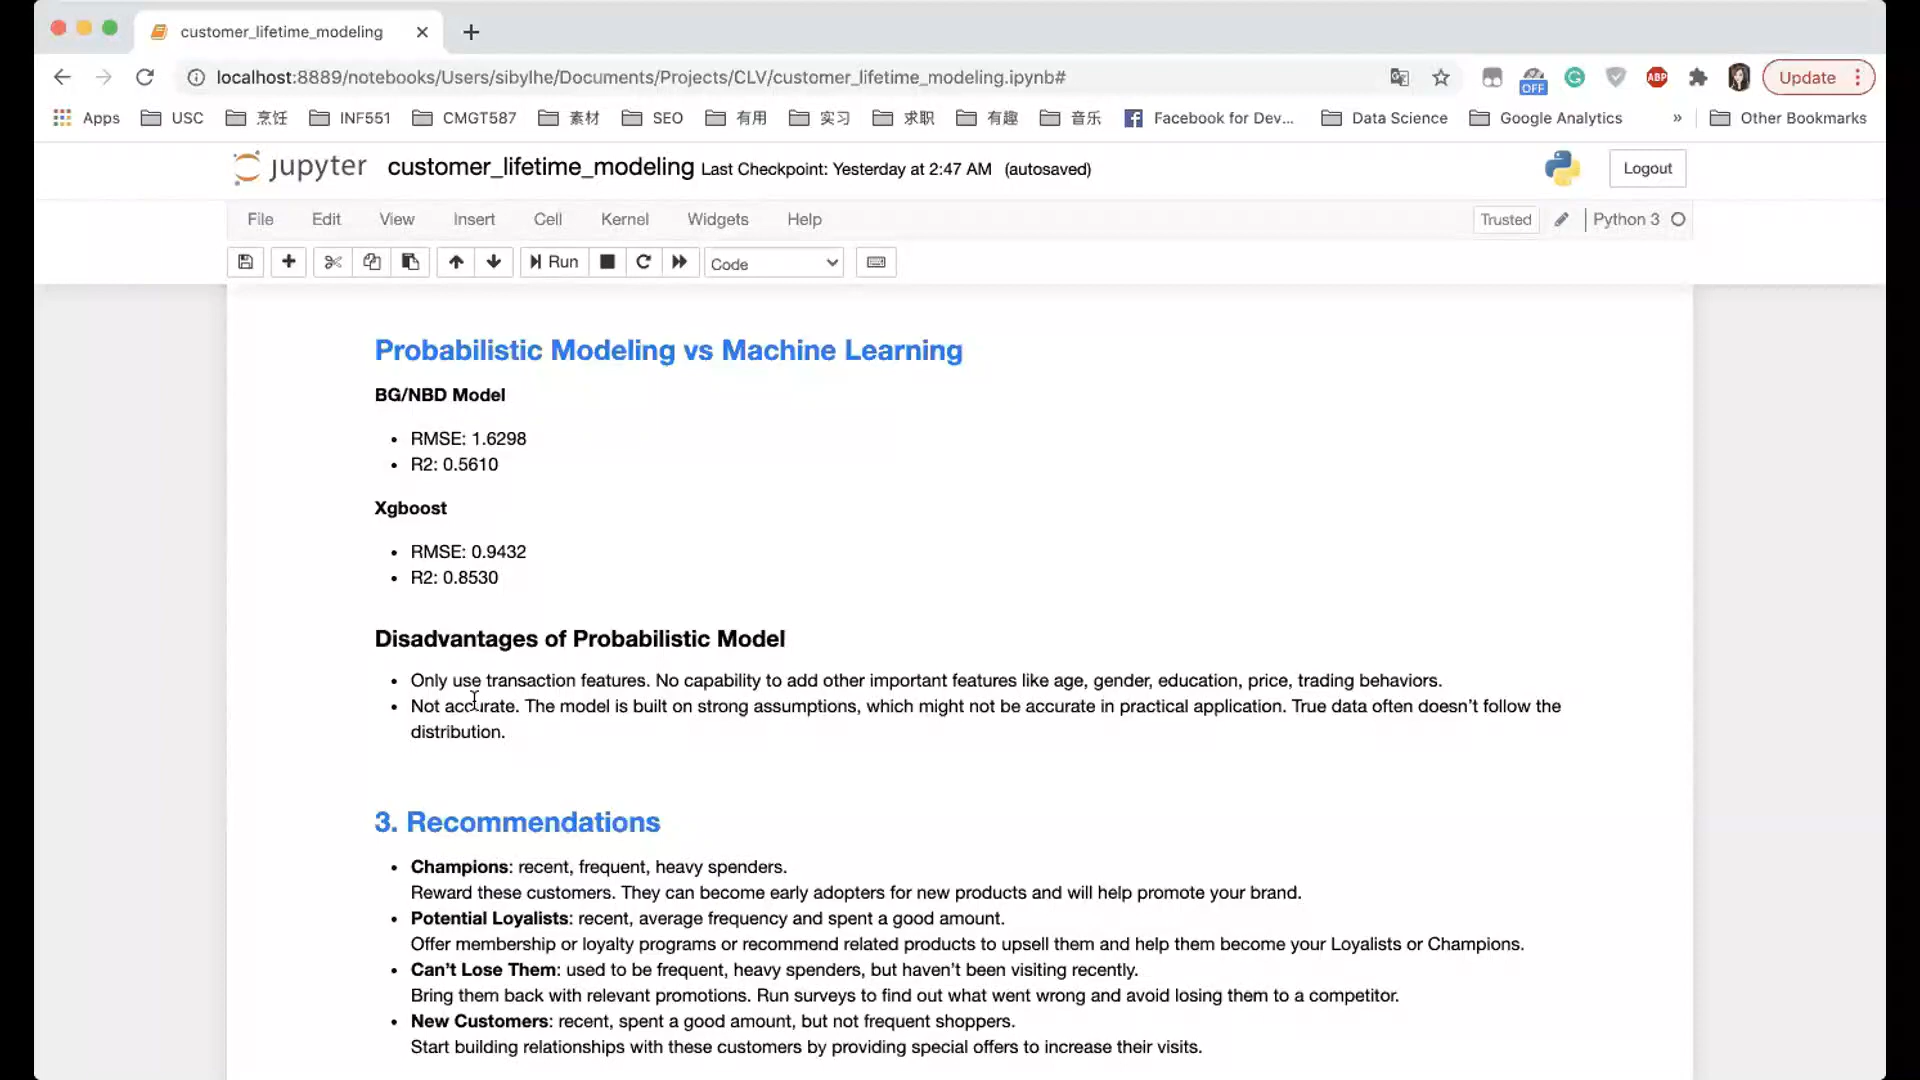 customer_lifetime_modeling
localhost:8889/notebooks/Users/sibylhe/Documents/Projects/CLV/customer_lifetime_modeling.ipynb#
OFF
ABP
Update
Apps USC 烹饪 INF551 CMGT587 素材 SEO 有用 实习 求职 有趣 音乐 Facebook for Dev... Data Science Google Analytics » Other Bookmarks
jupyter customer_lifetime_modeling Last Checkpoint: Yesterday at 2:47 AM (autosaved)
Logout
File Edit View Insert Cell Kernel Widgets Help
Trusted Python 3
Run Code
Probabilistic Modeling vs Machine Learning
BG/NBD Model
• RMSE: 1.6298
• R2: 0.5610
Xgboost
• RMSE: 0.9432
• R2: 0.8530
Disadvantages of Probabilistic Model
• Only use transaction features. No capability to add other important features like age, gender, education, price, trading behaviors.
• Not accurate. The model is built on strong assumptions, which might not be accurate in practical application. True data often doesn't follow the
distribution.
3. Recommendations
• Champions: recent, frequent, heavy spenders.
Reward these customers. They can become early adopters for new products and will help promote your brand.
• Potential Loyalists: recent, average frequency and spent a good amount.
Offer membership or loyalty programs or recommend related products to upsell them and help them become your Loyalists or Champions.
• Can't Lose Them: used to be frequent, heavy spenders, but haven't been visiting recently.
Bring them back with relevant promotions. Run surveys to find out what went wrong and avoid losing them to a competitor.
• New Customers: recent, spent a good amount, but not frequent shoppers.
Start building relationships with these customers by providing special offers to increase their visits.